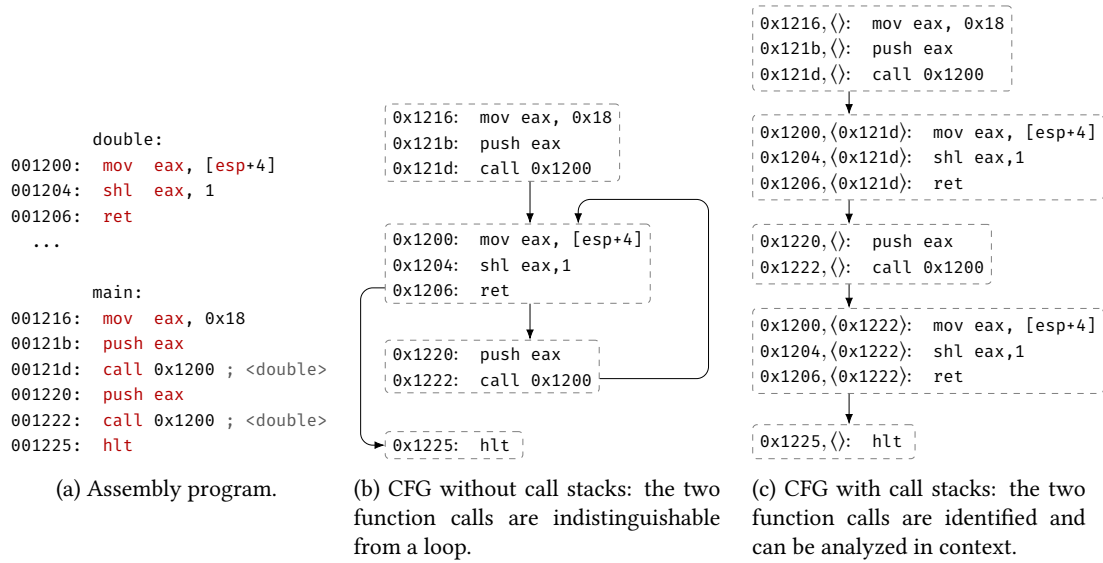 double:
001200: mov eax, [esp+4]
001204: shl eax, 1
001206: ret
...
main:
001216: mov eax, 0x18
00121b: push eax
00121d: call 0x1200 ; <double>
001220: push eax
001222: call 0x1200 ; <double>
001225: hlt
(a) Assembly program.
0x1216: mov eax, 0x18
0x121b: push eax
0x121d: call 0x1200
0x1200: mov eax, [esp+4]
0x1204: shl eax,1
0x1206: ret
0x1220: push eax
0x1222: call 0x1200
0x1225: hlt
(b) CFG without call stacks: the two
function calls are indistinguishable
from a loop.
0x1216,⟨⟩: mov eax, 0x18
0x121b,⟨⟩: push eax
0x121d,⟨⟩: call 0x1200
0x1200,⟨0x121d⟩: mov eax, [esp+4]
0x1204,⟨0x121d⟩: shl eax,1
0x1206,⟨0x121d⟩: ret
0x1220,⟨⟩: push eax
0x1222,⟨⟩: call 0x1200
0x1200,⟨0x1222⟩: mov eax, [esp+4]
0x1204,⟨0x1222⟩: shl eax,1
0x1206,⟨0x1222⟩: ret
0x1225,⟨⟩: hlt
(c) CFG with call stacks: the two
function calls are identified and
can be analyzed in context.